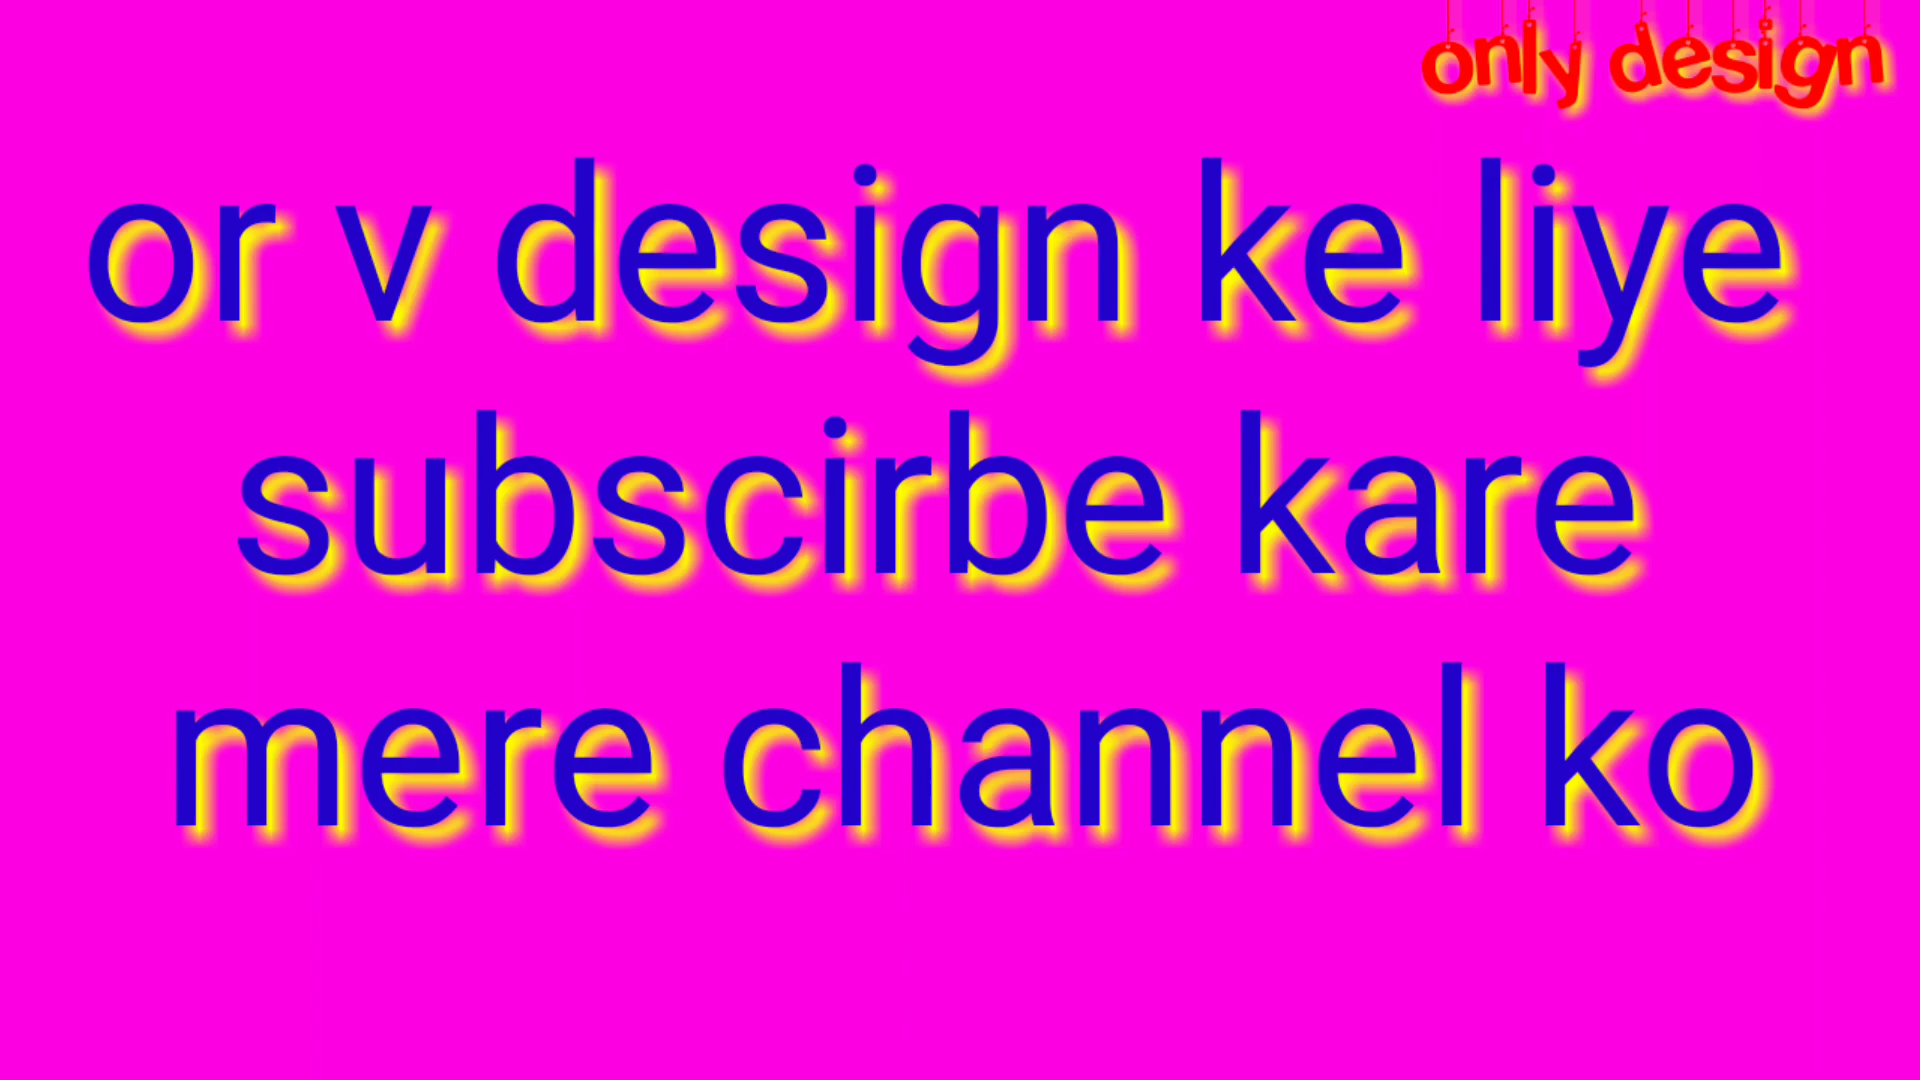 only design
or v design ke liye
subscirbe kare
mere channel ko